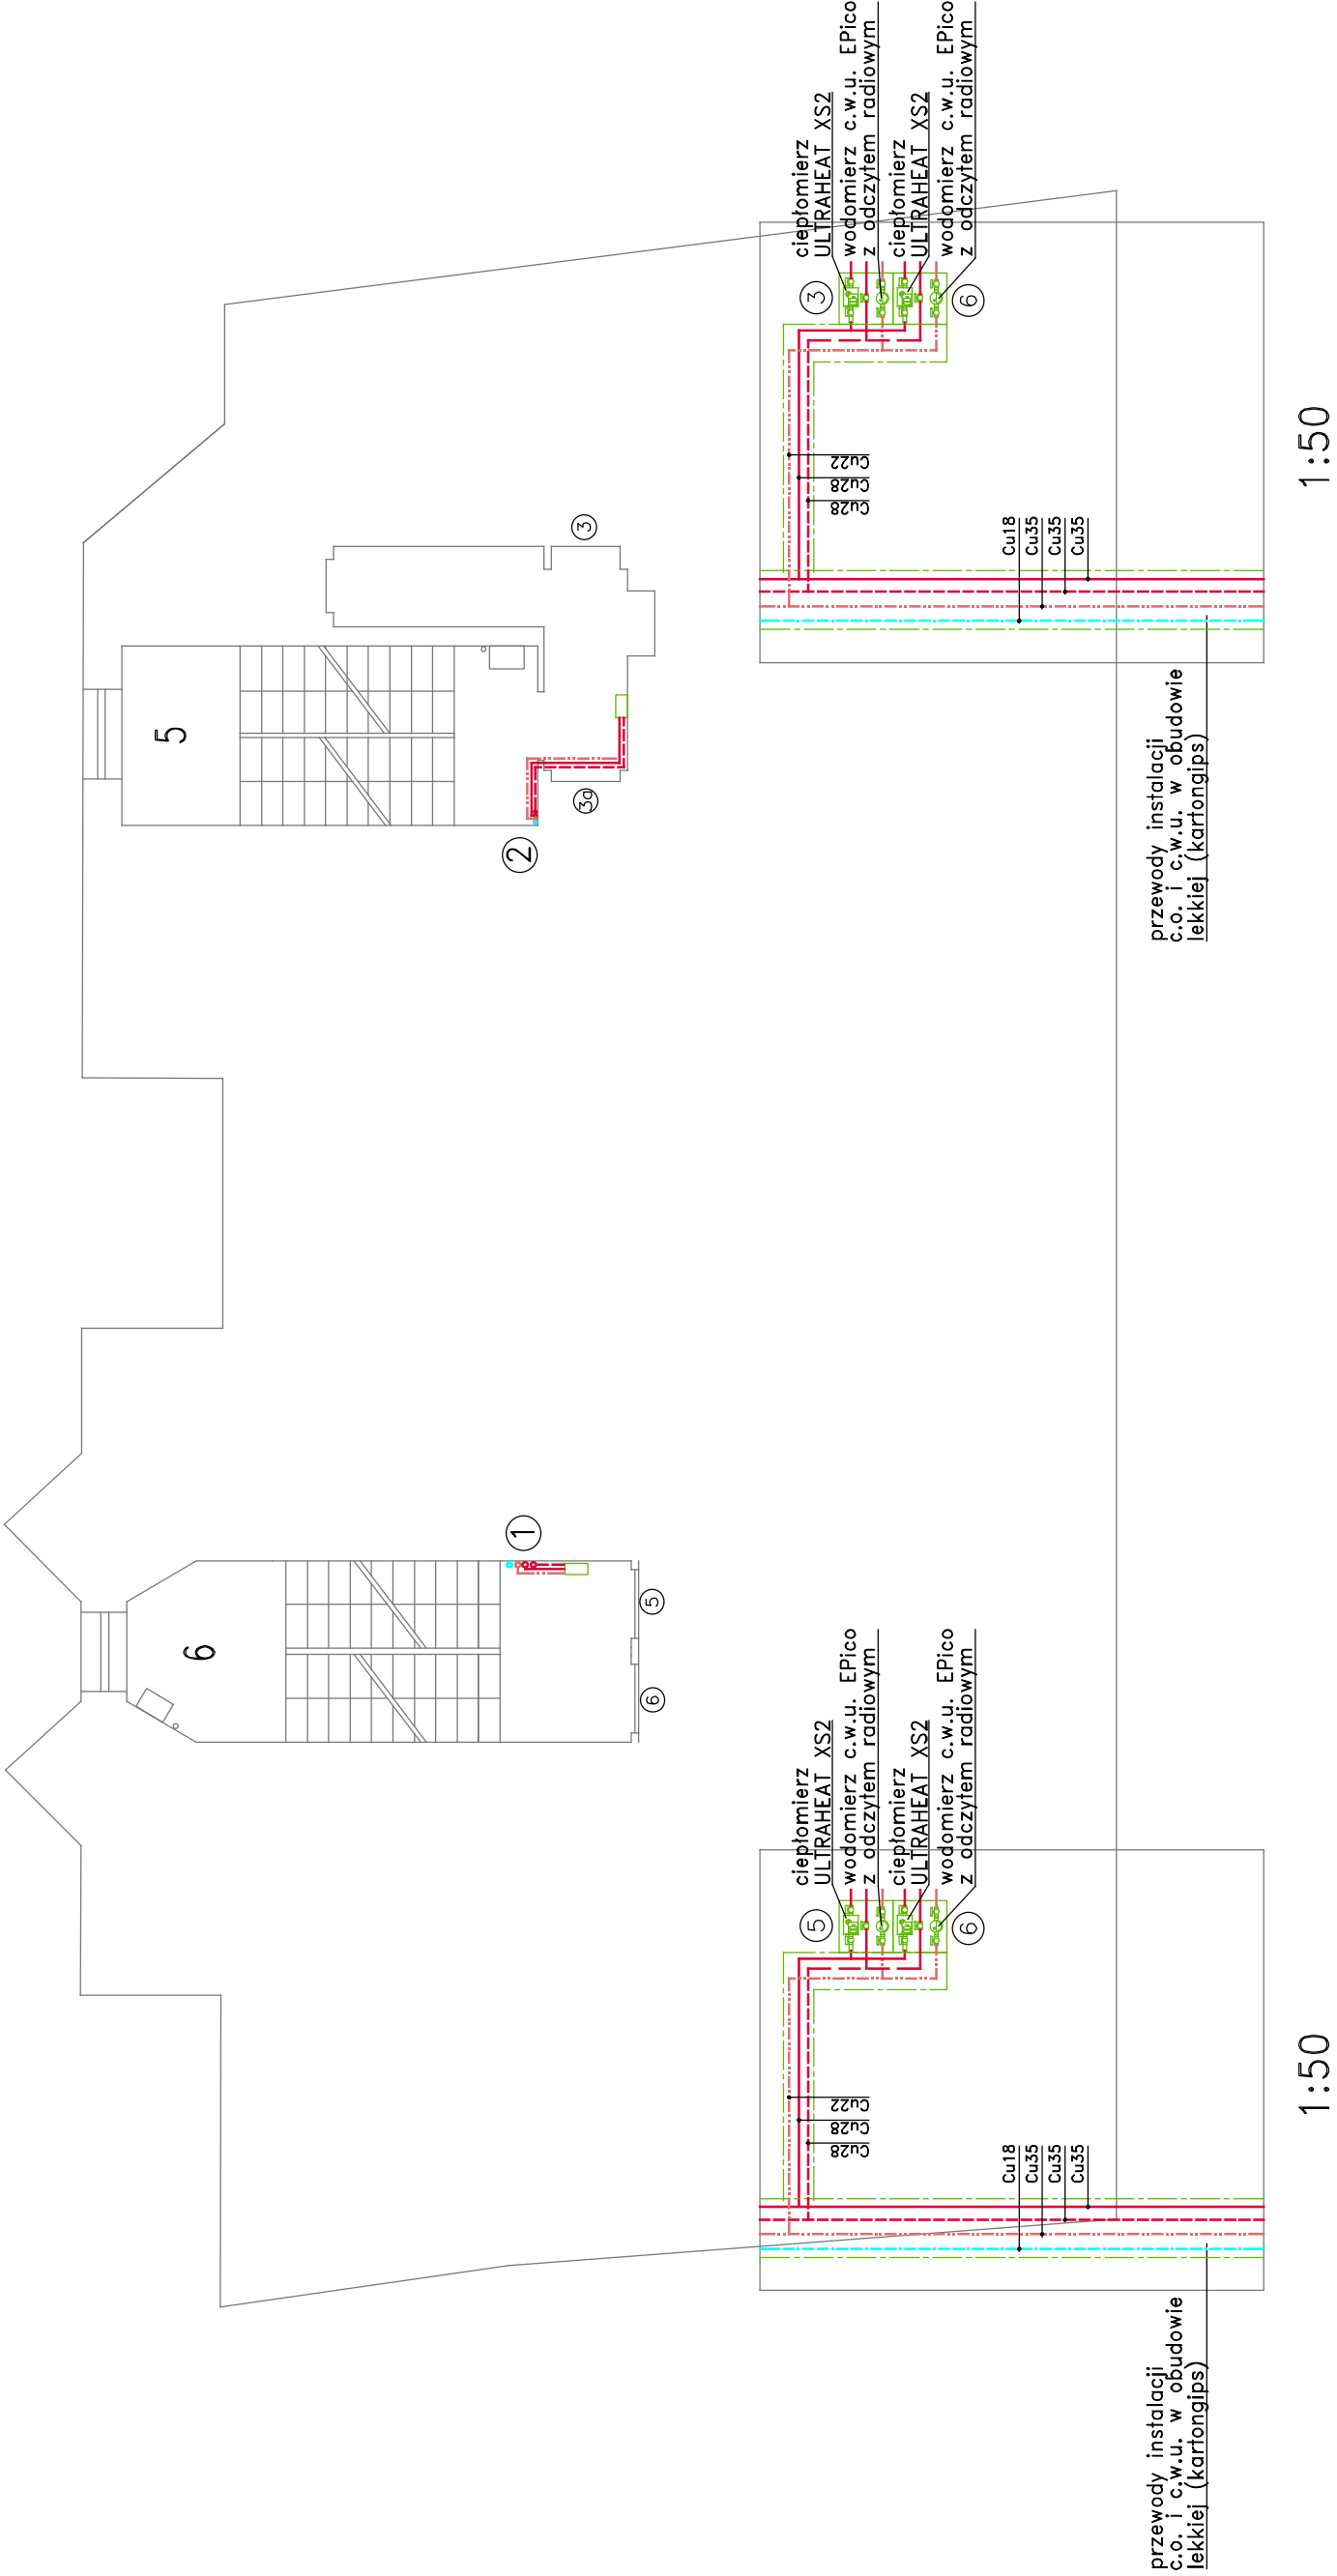 6
1
6
5
5
2
3a
3
5
6
ciepłomierz
ULTRAHEAT XS2
wodomierz c.w.u. EPico
z odczytem radiowym
ciepłomierz
ULTRAHEAT XS2
wodomierz c.w.u. EPico
z odczytem radiowym
Cu22
Cu28
Cu28
Cu18
Cu35
Cu35
Cu35
przewody instalacji
c.o. i c.w.u. w obudowie
lekkiej (kartongips)
1:50
3
6
ciepłomierz
ULTRAHEAT XS2
wodomierz c.w.u. EPico
z odczytem radiowym
ciepłomierz
ULTRAHEAT XS2
wodomierz c.w.u. EPico
z odczytem radiowym
Cu22
Cu28
Cu28
Cu18
Cu35
Cu35
Cu35
przewody instalacji
c.o. i c.w.u. w obudowie
lekkiej (kartongips)
1:50